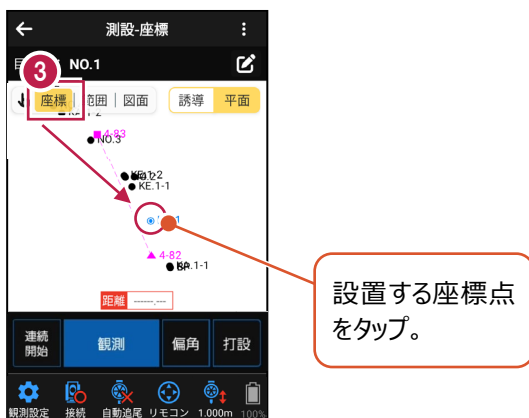 測設-座標
NO.1
3
座標 範囲 図面 誘導 平面
KE.1-2
4-83
NO.3
KE.1-1
4-82
距離 -----.---
連続
開始
観測 偏角 打設
観測設定 接続 自動追尾 リモコン 1.000m 100%
設置する座標点
をタップ。